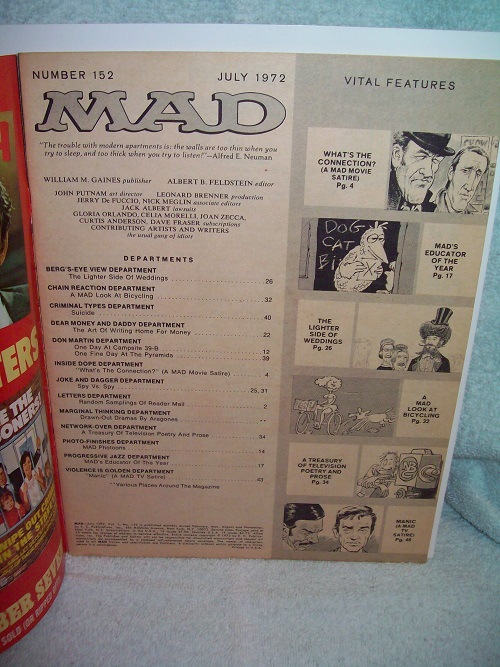 NUMBER 152
JULY 1972
MAD
"The trouble with modern apartments is: the walls are too thin when you
try to sleep, and too thick when you try to listen!"—Alfred E. Neuman
WILLIAM M. GAINES publisher ALBERT B. FELDSTEIN editor
JOHN PUTNAM art director LEONARD BRENNER production
JERRY De FUCCIO, NICK MEGLIN associate editors
JACK ALBERT lawsuits
GLORIA ORLANDO, CELIA MORELLI, JOAN ZECCA,
CURTIS ANDERSON, DAVE FRASER subscriptions
CONTRIBUTING ARTISTS AND WRITERS
the usual gang of idiots
DEPARTMENTS
BERG'S-EYE VIEW DEPARTMENT
The Lighter Side Of Weddings 26
CHAIN REACTION DEPARTMENT
A MAD Look At Bicycling 32
CRIMINAL TYPES DEPARTMENT
Suicide 40
DEAR MONEY AND DADDY DEPARTMENT
The Art Of Writing Home For Money 22
DON MARTIN DEPARTMENT
One Day At Campsite 39-B 12
One Fine Day At The Pyramids 39
INSIDE DOPE DEPARTMENT
"What's The Connection?" (A MAD Movie Satire) 4
JOKE AND DAGGER DEPARTMENT
Spy Vs. Spy 25, 31
LETTERS DEPARTMENT
Random Samplings Of Reader Mail 2
MARGINAL THINKING DEPARTMENT
Drawn-Out Dramas By Aragones **
NETWORK-OVER DEPARTMENT
A Treasury Of Television Poetry And Prose 34
PHOTO-FINISHES DEPARTMENT
MAD Photoons 14
PROGRESSIVE JAZZ DEPARTMENT
MAD's Educator Of The Year 17
VIOLENCE IS GOLDEN DEPARTMENT
"Manic" (A MAD TV Satire) 43
**Various Places Around The Magazine
VITAL FEATURES
WHAT'S THE
CONNECTION?
(A MAD MOVIE
SATIRE)
Pg. 4
DOG
CAT
MAD'S
EDUCATOR
OF THE
YEAR
Pg. 17
THE
LIGHTER
SIDE OF
WEDDINGS
Pg. 26
A
MAD
LOOK AT
BICYCLING
Pg. 32
A TREASURY
OF TELEVISION
POETRY AND
PROSE
Pg. 34
MANIC
(A MAD
TV
SATIRE)